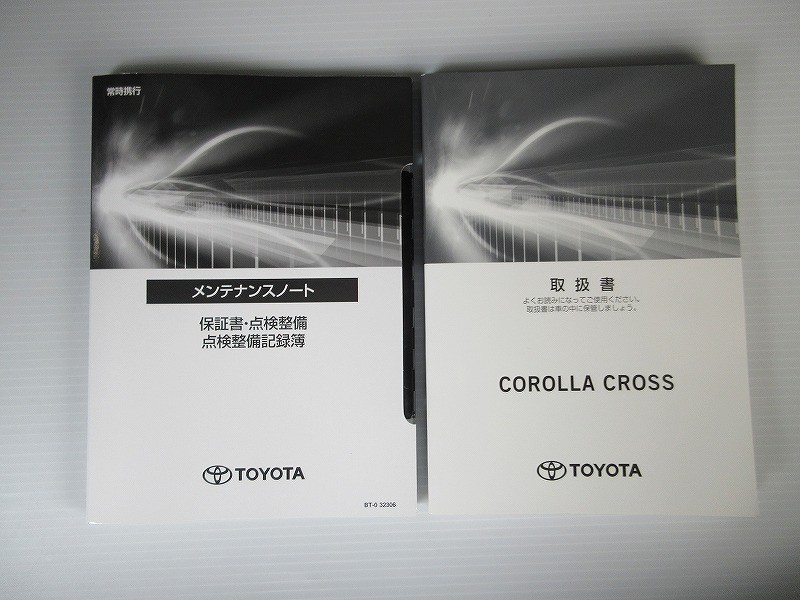 常時携行
メンテナンスノート
保証書・点検整備
点検整備記録簿
TOYOTA
BT-0 32306
取扱書
よくお読みになってご使用ください。
取扱書は車の中に保管しましょう。
COROLLA CROSS
TOYOTA